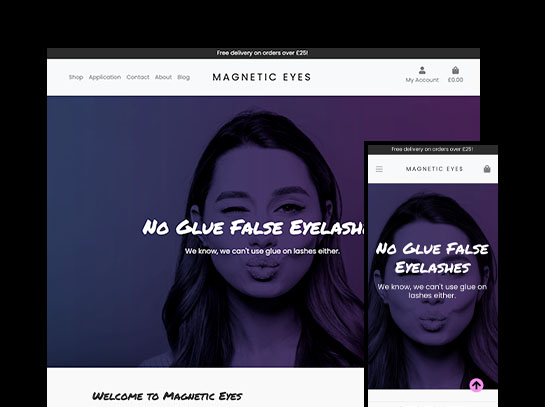 Free delivery on orders over £25!
Shop Application Contact About Blog
MAGNETIC EYES
My Account £0.00
No Glue False Eyelash
We know, we can't use glue on lashes either.
Welcome to Magnetic Eyes
Free delivery on orders over £25!
MAGNETIC EYES
No Glue False
Eyelashes
We know, we can't use glue on
lashes either.